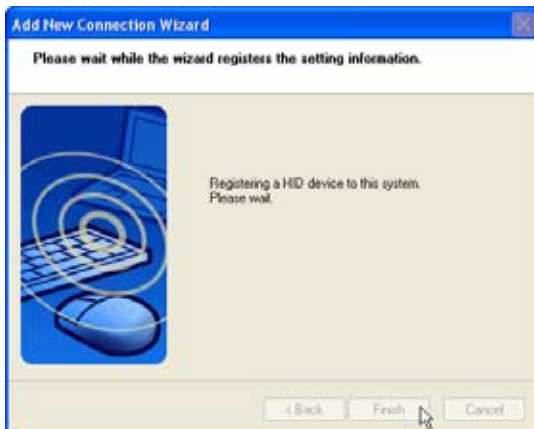 Add New Connection Wizard
Please wait while the wizard registers the setting information.
Registering a HID device to this system.
Please wait.
< Back
Finish
Cancel